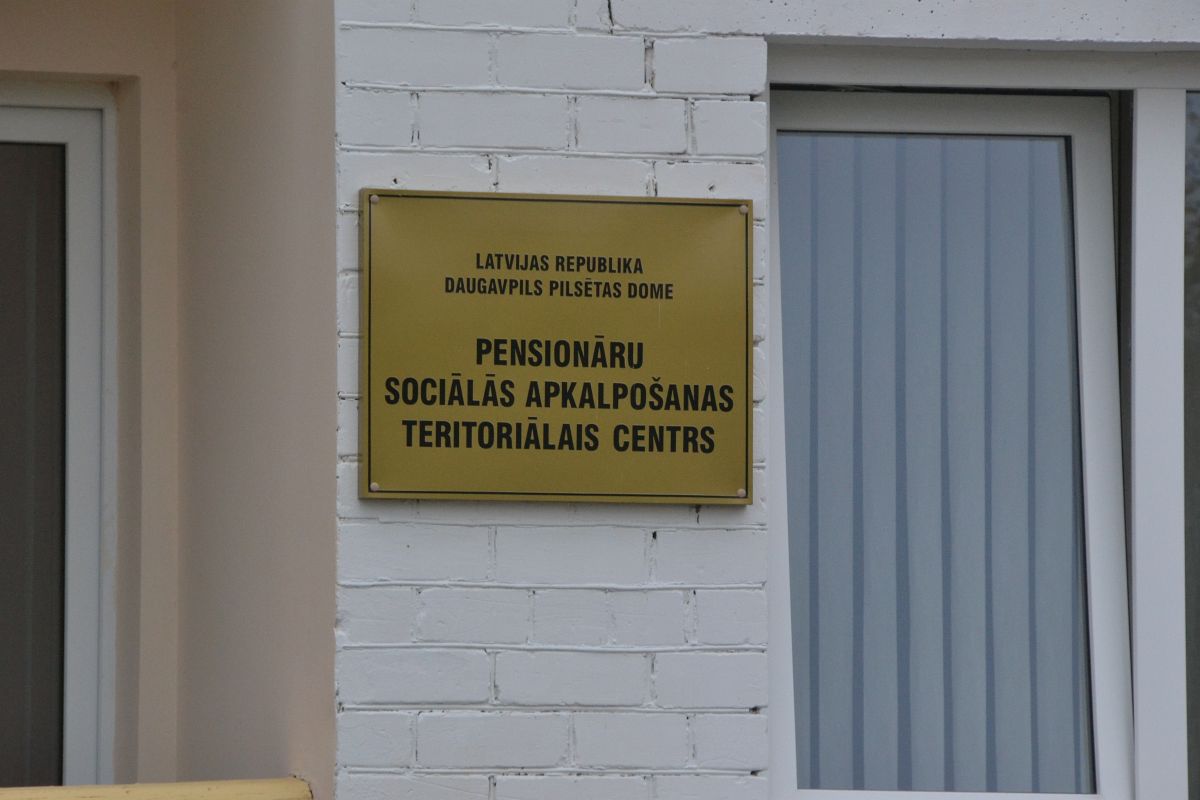 LATVIJAS REPUBLIKA
DAUGAVPILS PILSĒTAS DOME
PENSIONĀRU
SOCIĀLĀS APKALPOŠANAS
TERITORIĀLAIS CENTRS